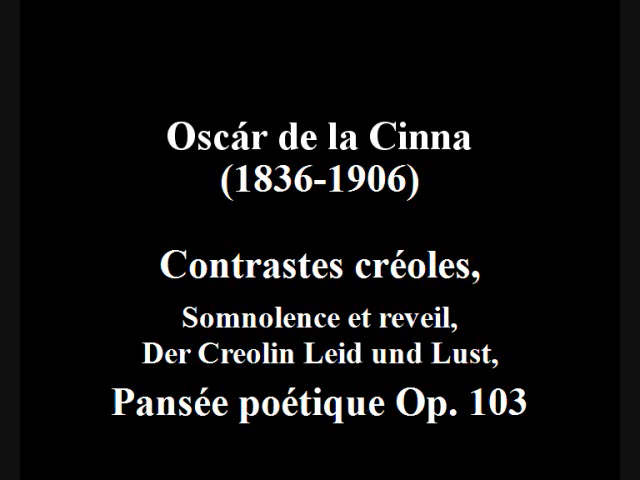 Oscár de la Cinna
(1836-1906)
Contrastes créoles,
Somnolence et reveil,
Der Creolin Leid und Lust,
Pansée poétique Op. 103